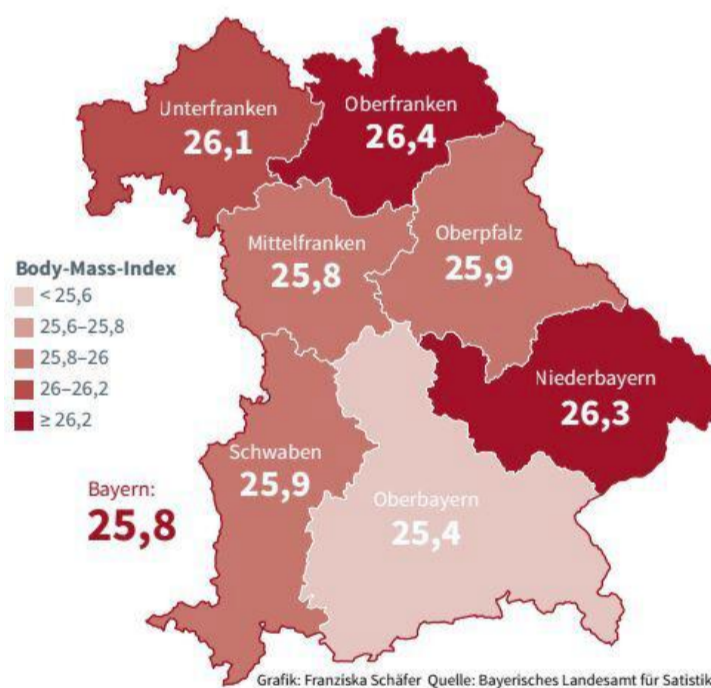 Unterfranken
26,1
Oberfranken
26,4
Mittelfranken
25,8
Oberpfalz
25,9
Body-Mass-Index
< 25,6
25,6–25,8
25,8–26
26–26,2
≥ 26,2
Niederbayern
26,3
Schwaben
25,9
Bayern:
25,8
Oberbayern
25,4
Grafik: Franziska Schäfer Quelle: Bayerisches Landesamt für Satistik